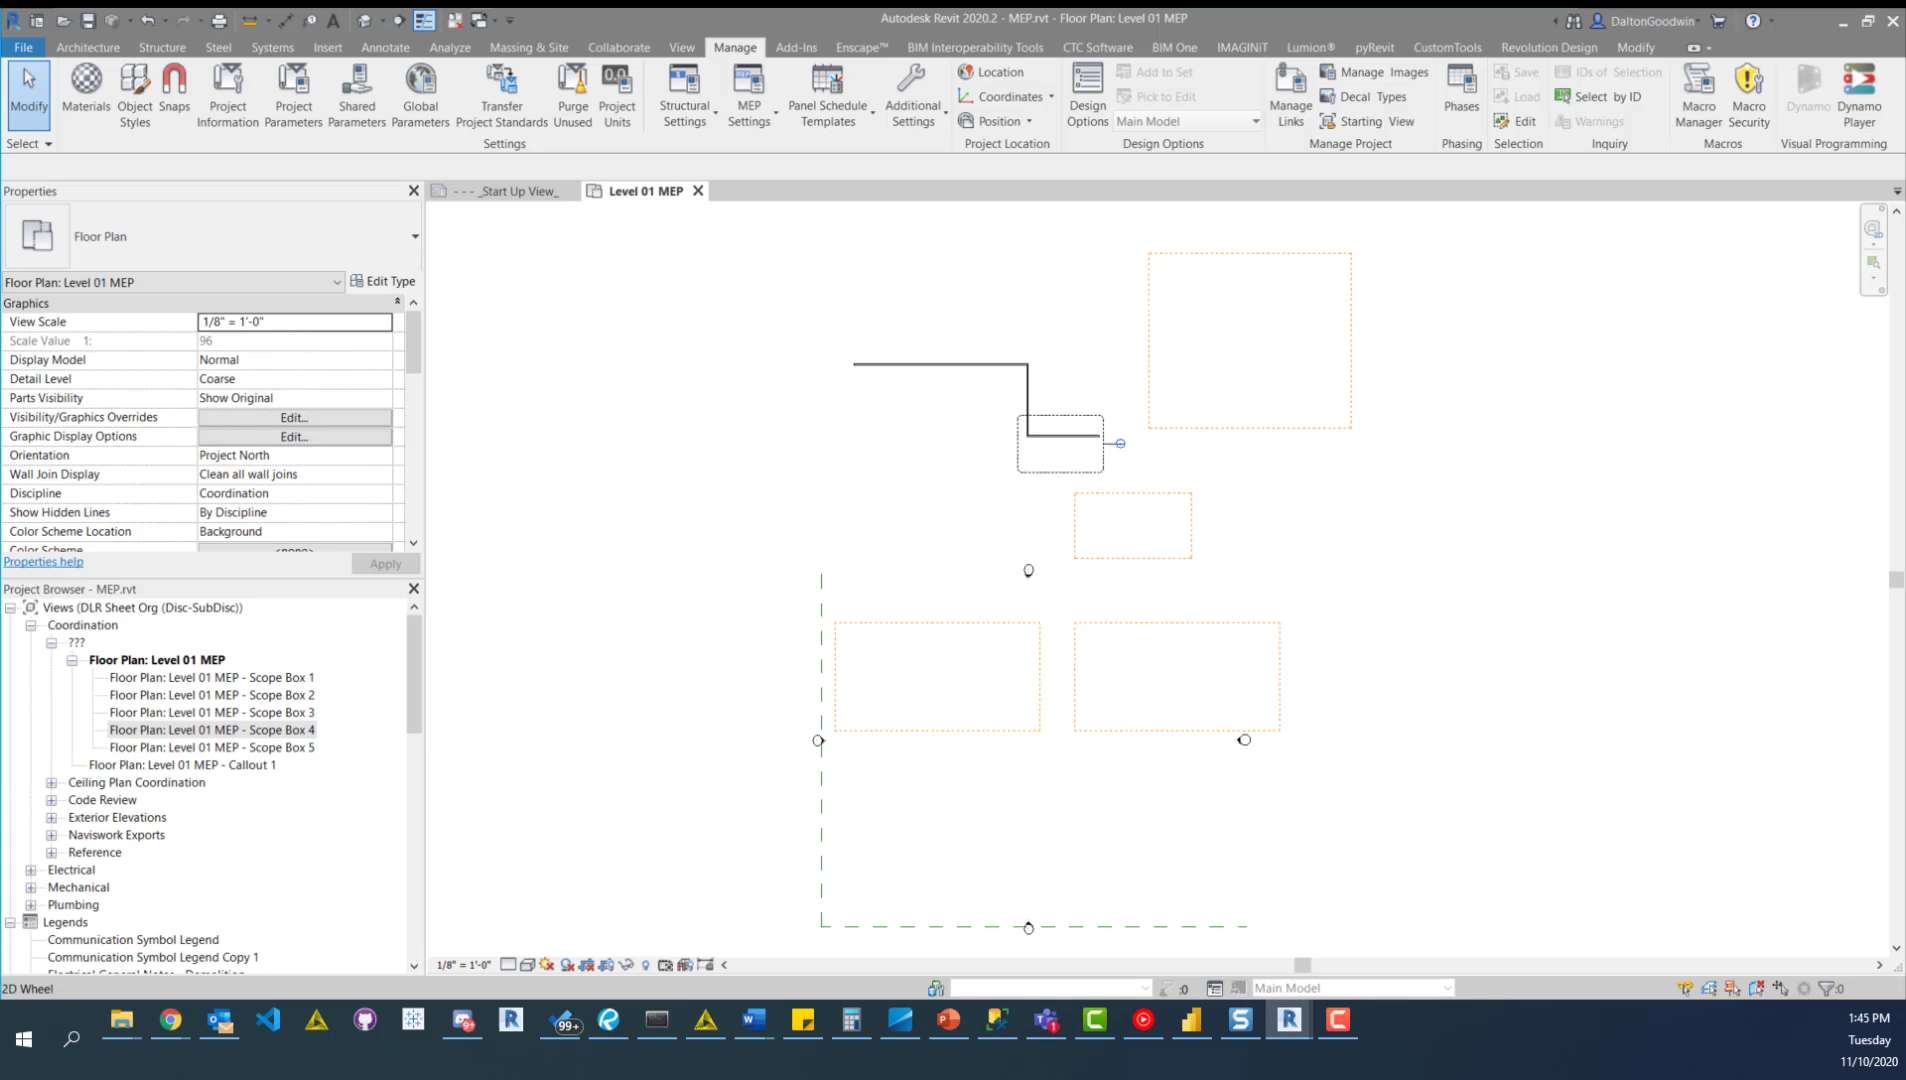 Autodesk Revit 2020.2 - MEP.rvt - Floor Plan: Level 01 MEP
DaltonGoodwin
File Architecture Structure Steel Systems Insert Annotate Analyze Massing & Site Collaborate View Manage Add-Ins Enscape™ BIM Interoperability Tools CTC Software BIM One IMAGINiT Lumion® pyRevit CustomTools Revolution Design Modify
Modify
Materials
Object Styles
Snaps
Project Information
Project Parameters
Shared Parameters
Global Parameters
Transfer Project Standards
Purge Unused
Project Units
Structural Settings
MEP Settings
Panel Schedule Templates
Additional Settings
Location
Coordinates
Position
Design Options
Add to Set
Pick to Edit
Main Model
Manage Links
Manage Images
Decal Types
Starting View
Phases
Save
Load
Edit
IDs of Selection
Select by ID
Warnings
Macro Manager
Macro Security
Dynamo
Dynamo Player
Select
Settings
Project Location
Design Options
Manage Project
Phasing
Selection
Inquiry
Macros
Visual Programming
Properties
- - - _Start Up View_
Level 01 MEP
Floor Plan
Floor Plan: Level 01 MEP
Edit Type
Graphics
View Scale 1/8" = 1'-0"
Scale Value 1: 96
Display Model Normal
Detail Level Coarse
Parts Visibility Show Original
Visibility/Graphics Overrides Edit...
Graphic Display Options Edit...
Orientation Project North
Wall Join Display Clean all wall joins
Discipline Coordination
Show Hidden Lines By Discipline
Color Scheme Location Background
Color Scheme <none>
Properties help
Apply
Project Browser - MEP.rvt
Views (DLR Sheet Org (Disc-SubDisc))
Coordination
???
Floor Plan: Level 01 MEP
Floor Plan: Level 01 MEP - Scope Box 1
Floor Plan: Level 01 MEP - Scope Box 2
Floor Plan: Level 01 MEP - Scope Box 3
Floor Plan: Level 01 MEP - Scope Box 4
Floor Plan: Level 01 MEP - Scope Box 5
Floor Plan: Level 01 MEP - Callout 1
Ceiling Plan Coordination
Code Review
Exterior Elevations
Naviswork Exports
Reference
Electrical
Mechanical
Plumbing
Legends
Communication Symbol Legend
Communication Symbol Legend Copy 1
Electrical General Notes - Demolition
1/8" = 1'-0"
2D Wheel
:0
Main Model
:0
99+
1:45 PM
Tuesday
11/10/2020